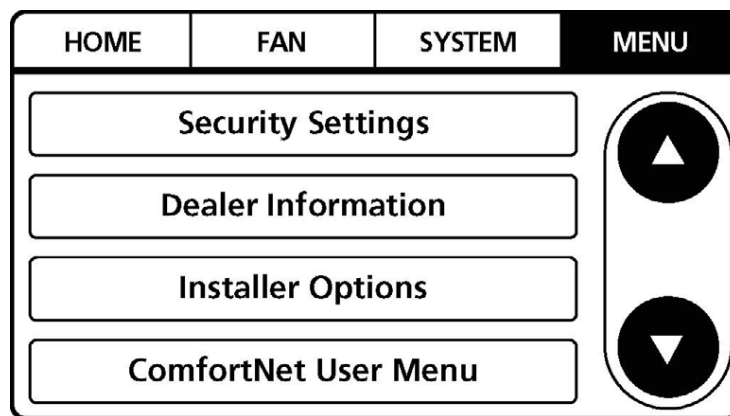 HOME FAN SYSTEM MENU
Security Settings
Dealer Information
Installer Options
ComfortNet User Menu